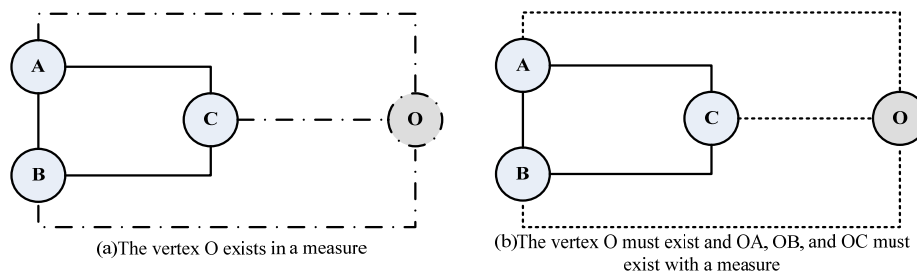 A
C
O
B
(a)The vertex O exists in a measure
A
C
O
B
(b)The vertex O must exist and OA, OB, and OC must
exist with a measure